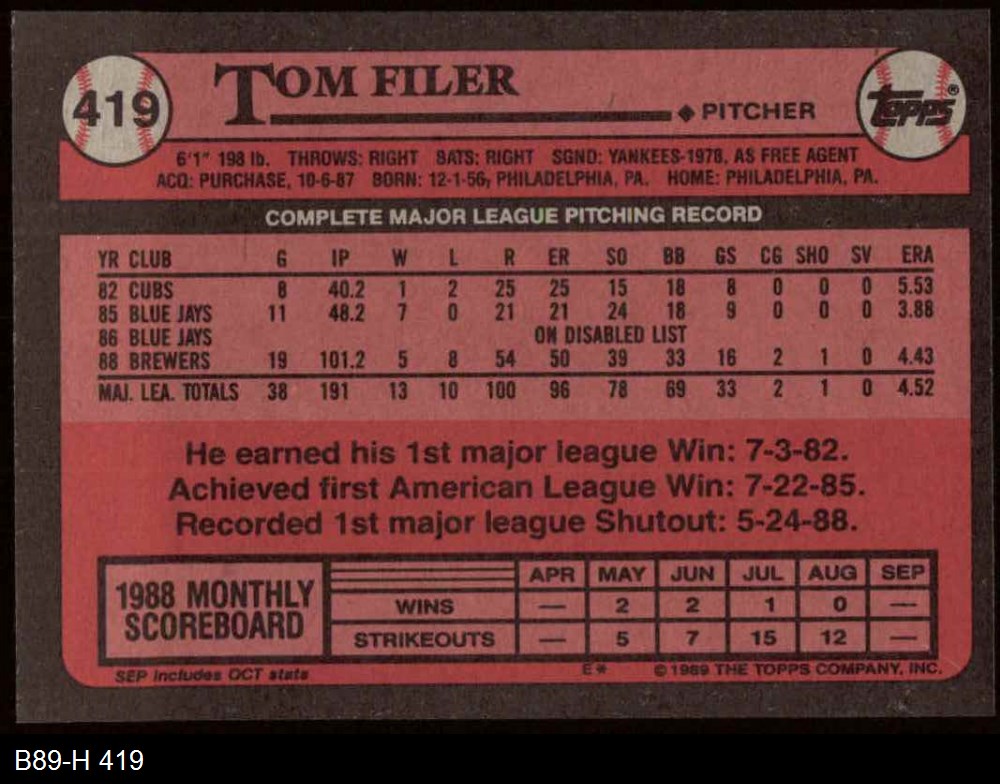 419
TOM FILER
PITCHER
Topps®
6'1" 198 lb. THROWS: RIGHT BATS: RIGHT SGND: YANKEES-1978, AS FREE AGENT
ACQ: PURCHASE, 10-6-87 BORN: 12-1-56, PHILADELPHIA, PA. HOME: PHILADELPHIA, PA.
COMPLETE MAJOR LEAGUE PITCHING RECORD
YR CLUB G IP W L R ER SO BB GS CG SHO SV ERA
82 CUBS 8 40.2 1 2 25 25 15 18 8 0 0 0 5.53
85 BLUE JAYS 11 48.2 7 0 21 21 24 18 9 0 0 0 3.88
86 BLUE JAYS ON DISABLED LIST
88 BREWERS 19 101.2 5 8 54 50 39 33 16 2 1 0 4.43
MAJ. LEA. TOTALS 38 191 13 10 100 96 78 69 33 2 1 0 4.52
He earned his 1st major league Win: 7-3-82.
Achieved first American League Win: 7-22-85.
Recorded 1st major league Shutout: 5-24-88.
1988 MONTHLY
SCOREBOARD
APR MAY JUN JUL AUG SEP
WINS — 2 2 1 0 —
STRIKEOUTS — 5 7 15 12 —
SEP includes OCT stats
E*
© 1989 THE TOPPS COMPANY, INC.
B89-H 419